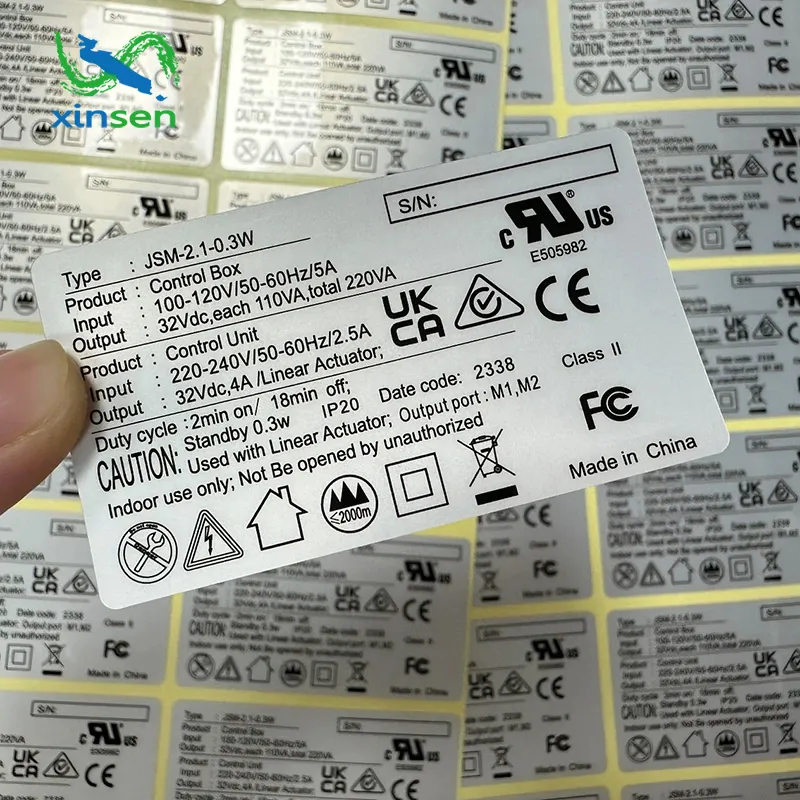 xinsen
S/N:
Type : JSM-2.1-0.3W
Product : Control Box
Input : 100-120V/50-60Hz/5A
Output : 32Vdc,each 110VA,total 220VA
c RU ® US
E505982
Product : Control Unit
Input : 220-240V/50-60Hz/2.5A
Output : 32Vdc,4A /Linear Actuator;
UK
CA
CE
Duty cycle :2min on/ 18min off;
Standby 0.3w IP20 Date code: 2338 Class II
CAUTION: Used with Linear Actuator; Output port : M1,M2
Indoor use only; Not Be opened by unauthorized
FC
Do not open
≤2000m
Made in China